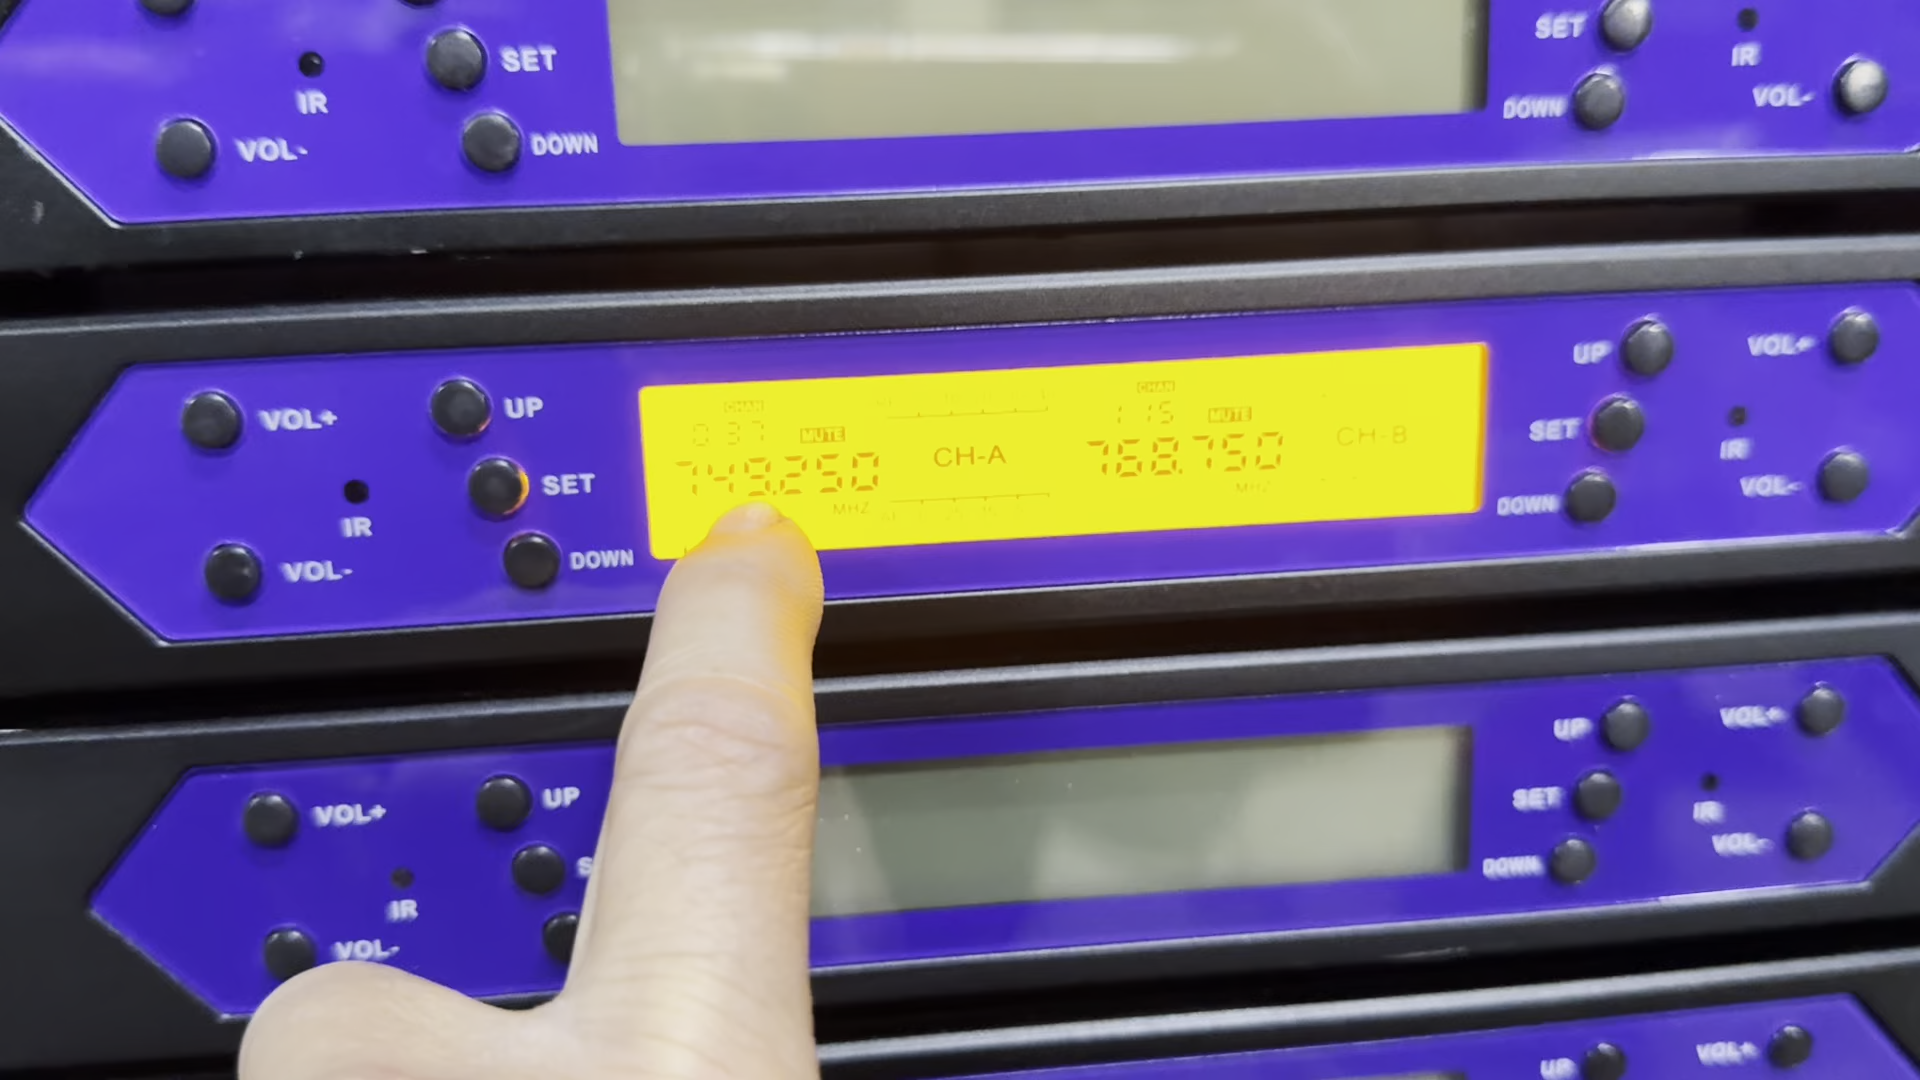 SET
IR
VOL-
DOWN
SET
IR
DOWN
VOL-
VOL+
UP
SET
IR
VOL-
DOWN
CHAN
037
MUTE
749.250
MHZ
CH-A
CHAN
115
MUTE
768.750
MHZ
CH-B
UP
VOL+
SET
IR
DOWN
VOL-
VOL+
UP
IR
VOL-
UP
VOL+
SET
IR
DOWN
VOL-
UP
VOL+